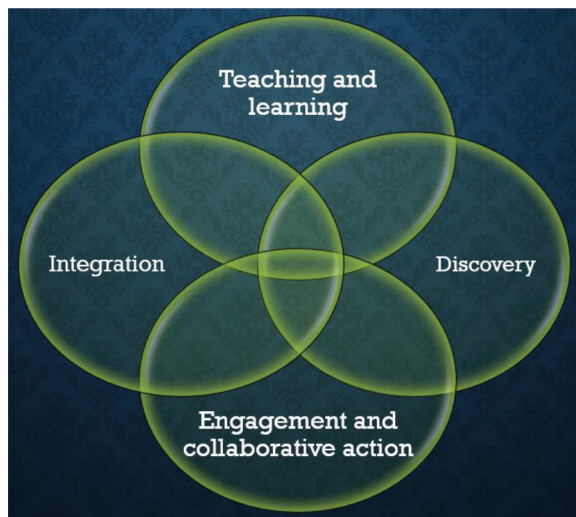 Teaching and
learning
Integration
Discovery
Engagement and
collaborative action